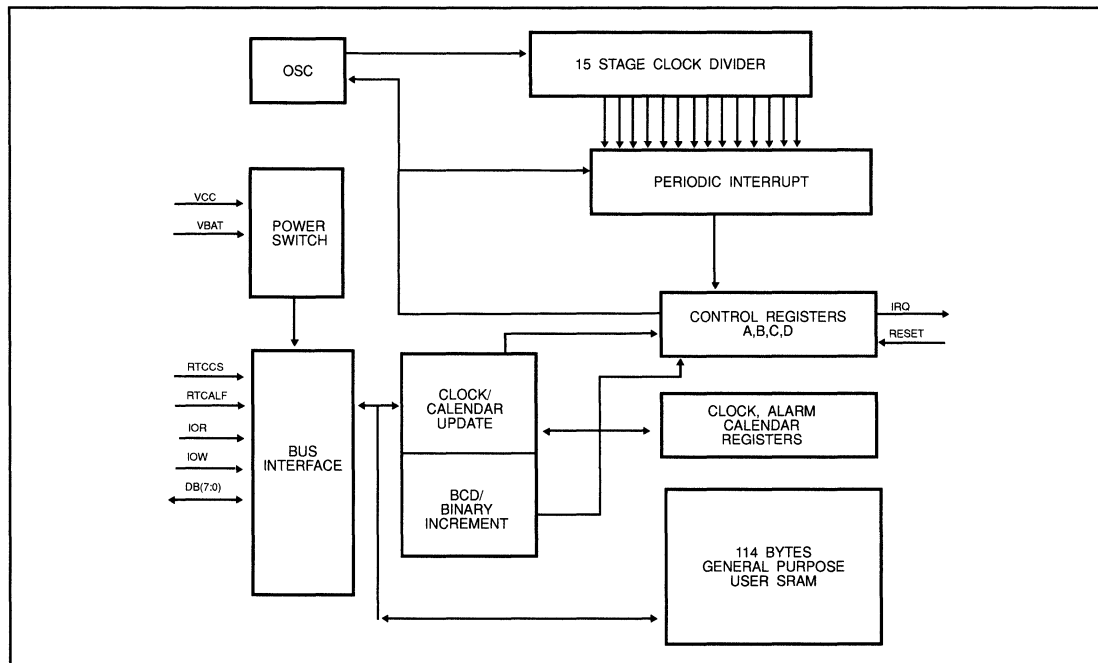 OSC
15 STAGE CLOCK DIVIDER
PERIODIC INTERRUPT
VCC
VBAT
POWER
SWITCH
CONTROL REGISTERS
A,B,C,D
IRQ
RESET
RTCCS
RTCALF
IOR
IOW
DB(7:0)
BUS
INTERFACE
CLOCK/
CALENDAR
UPDATE
BCD/
BINARY
INCREMENT
CLOCK, ALARM
CALENDAR
REGISTERS
114 BYTES
GENERAL PURPOSE
USER SRAM